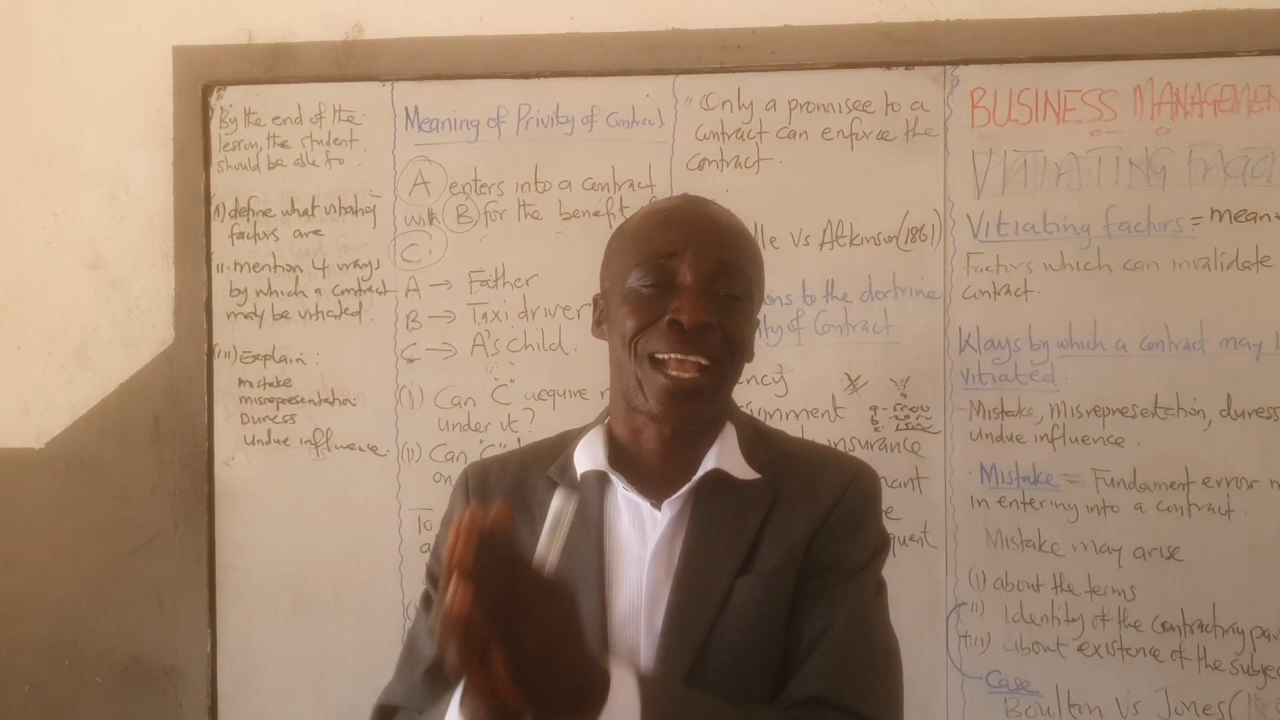 By the end of the
lesson, the student
should be able to
(i) define what vitiating
factors are
ii. mention 4 ways
by which a contract
may be vitiated.
(iii) Explain:
mistake
misrepresentation
Duress
Undue influence.
Meaning of Privity of Contract
A enters into a contract
with B for the benefit
C.
A → Father
B → Taxi driver
C → A's child.
(i) Can "C" acquire
under it?
(ii) Can "C"
on
To
a
"Only a promisee to a
contract can enforce the
contract.
Vs Atkinson (1861)
to the doctrine
of Contract
insurance
BUSINESS MANAGEMEN
VITIATING
Vitiating factors = mean
Factors which can invalidate
contract.
Ways by which a contract may
vitiated.
Mistake, misrepresentation, duress
undue influence.
Mistake = Fundament error
in entering into a contract.
Mistake may arise
(i) about the terms
(ii) Identity of the contracting
(iii) about existence of the
Case
Boulton Vs Jones